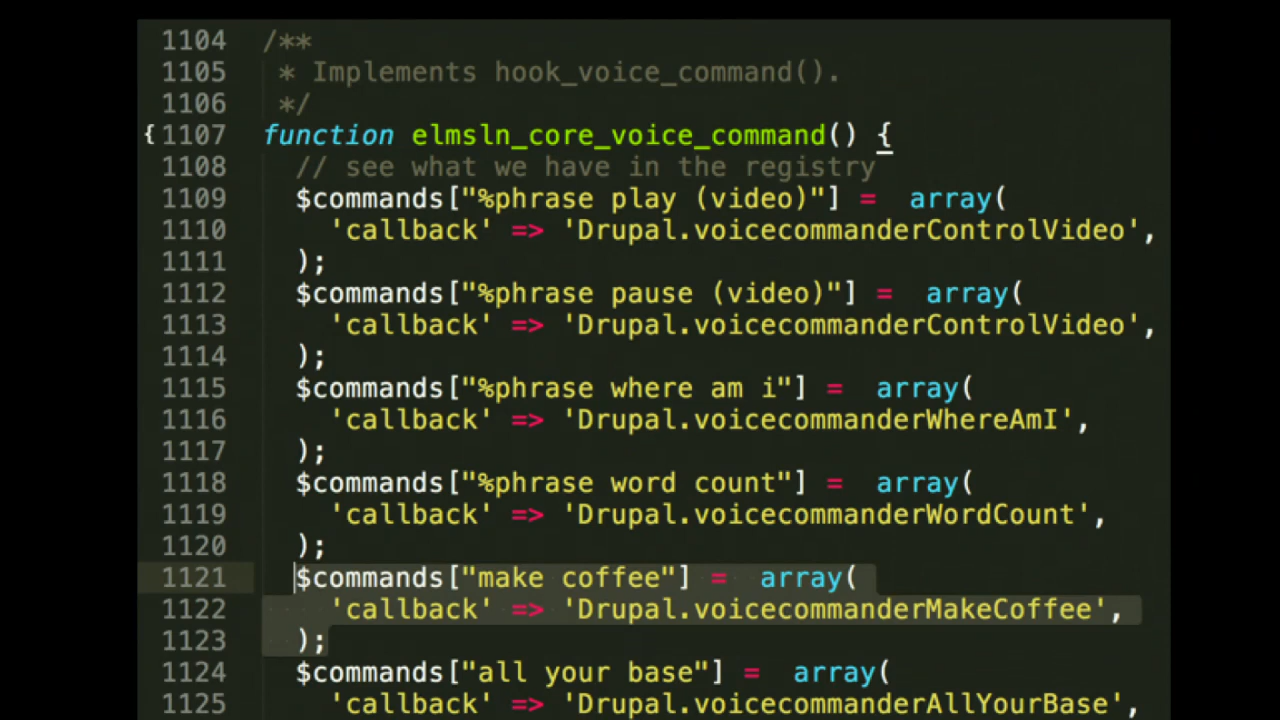 1104 /**
1105 * Implements hook_voice_command().
1106 */
{ 1107 function elmsln_core_voice_command() {
1108 // see what we have in the registry
1109 $commands["%phrase play (video)"] = array(
1110 'callback' => 'Drupal.voicecommanderControlVideo',
1111 );
1112 $commands["%phrase pause (video)"] = array(
1113 'callback' => 'Drupal.voicecommanderControlVideo',
1114 );
1115 $commands["%phrase where am i"] = array(
1116 'callback' => 'Drupal.voicecommanderWhereAmI',
1117 );
1118 $commands["%phrase word count"] = array(
1119 'callback' => 'Drupal.voicecommanderWordCount',
1120 );
1121 $commands["make coffee"] = array(
1122 'callback' => 'Drupal.voicecommanderMakeCoffee',
1123 );
1124 $commands["all your base"] = array(
1125 'callback' => 'Drupal.voicecommanderAllYourBase',